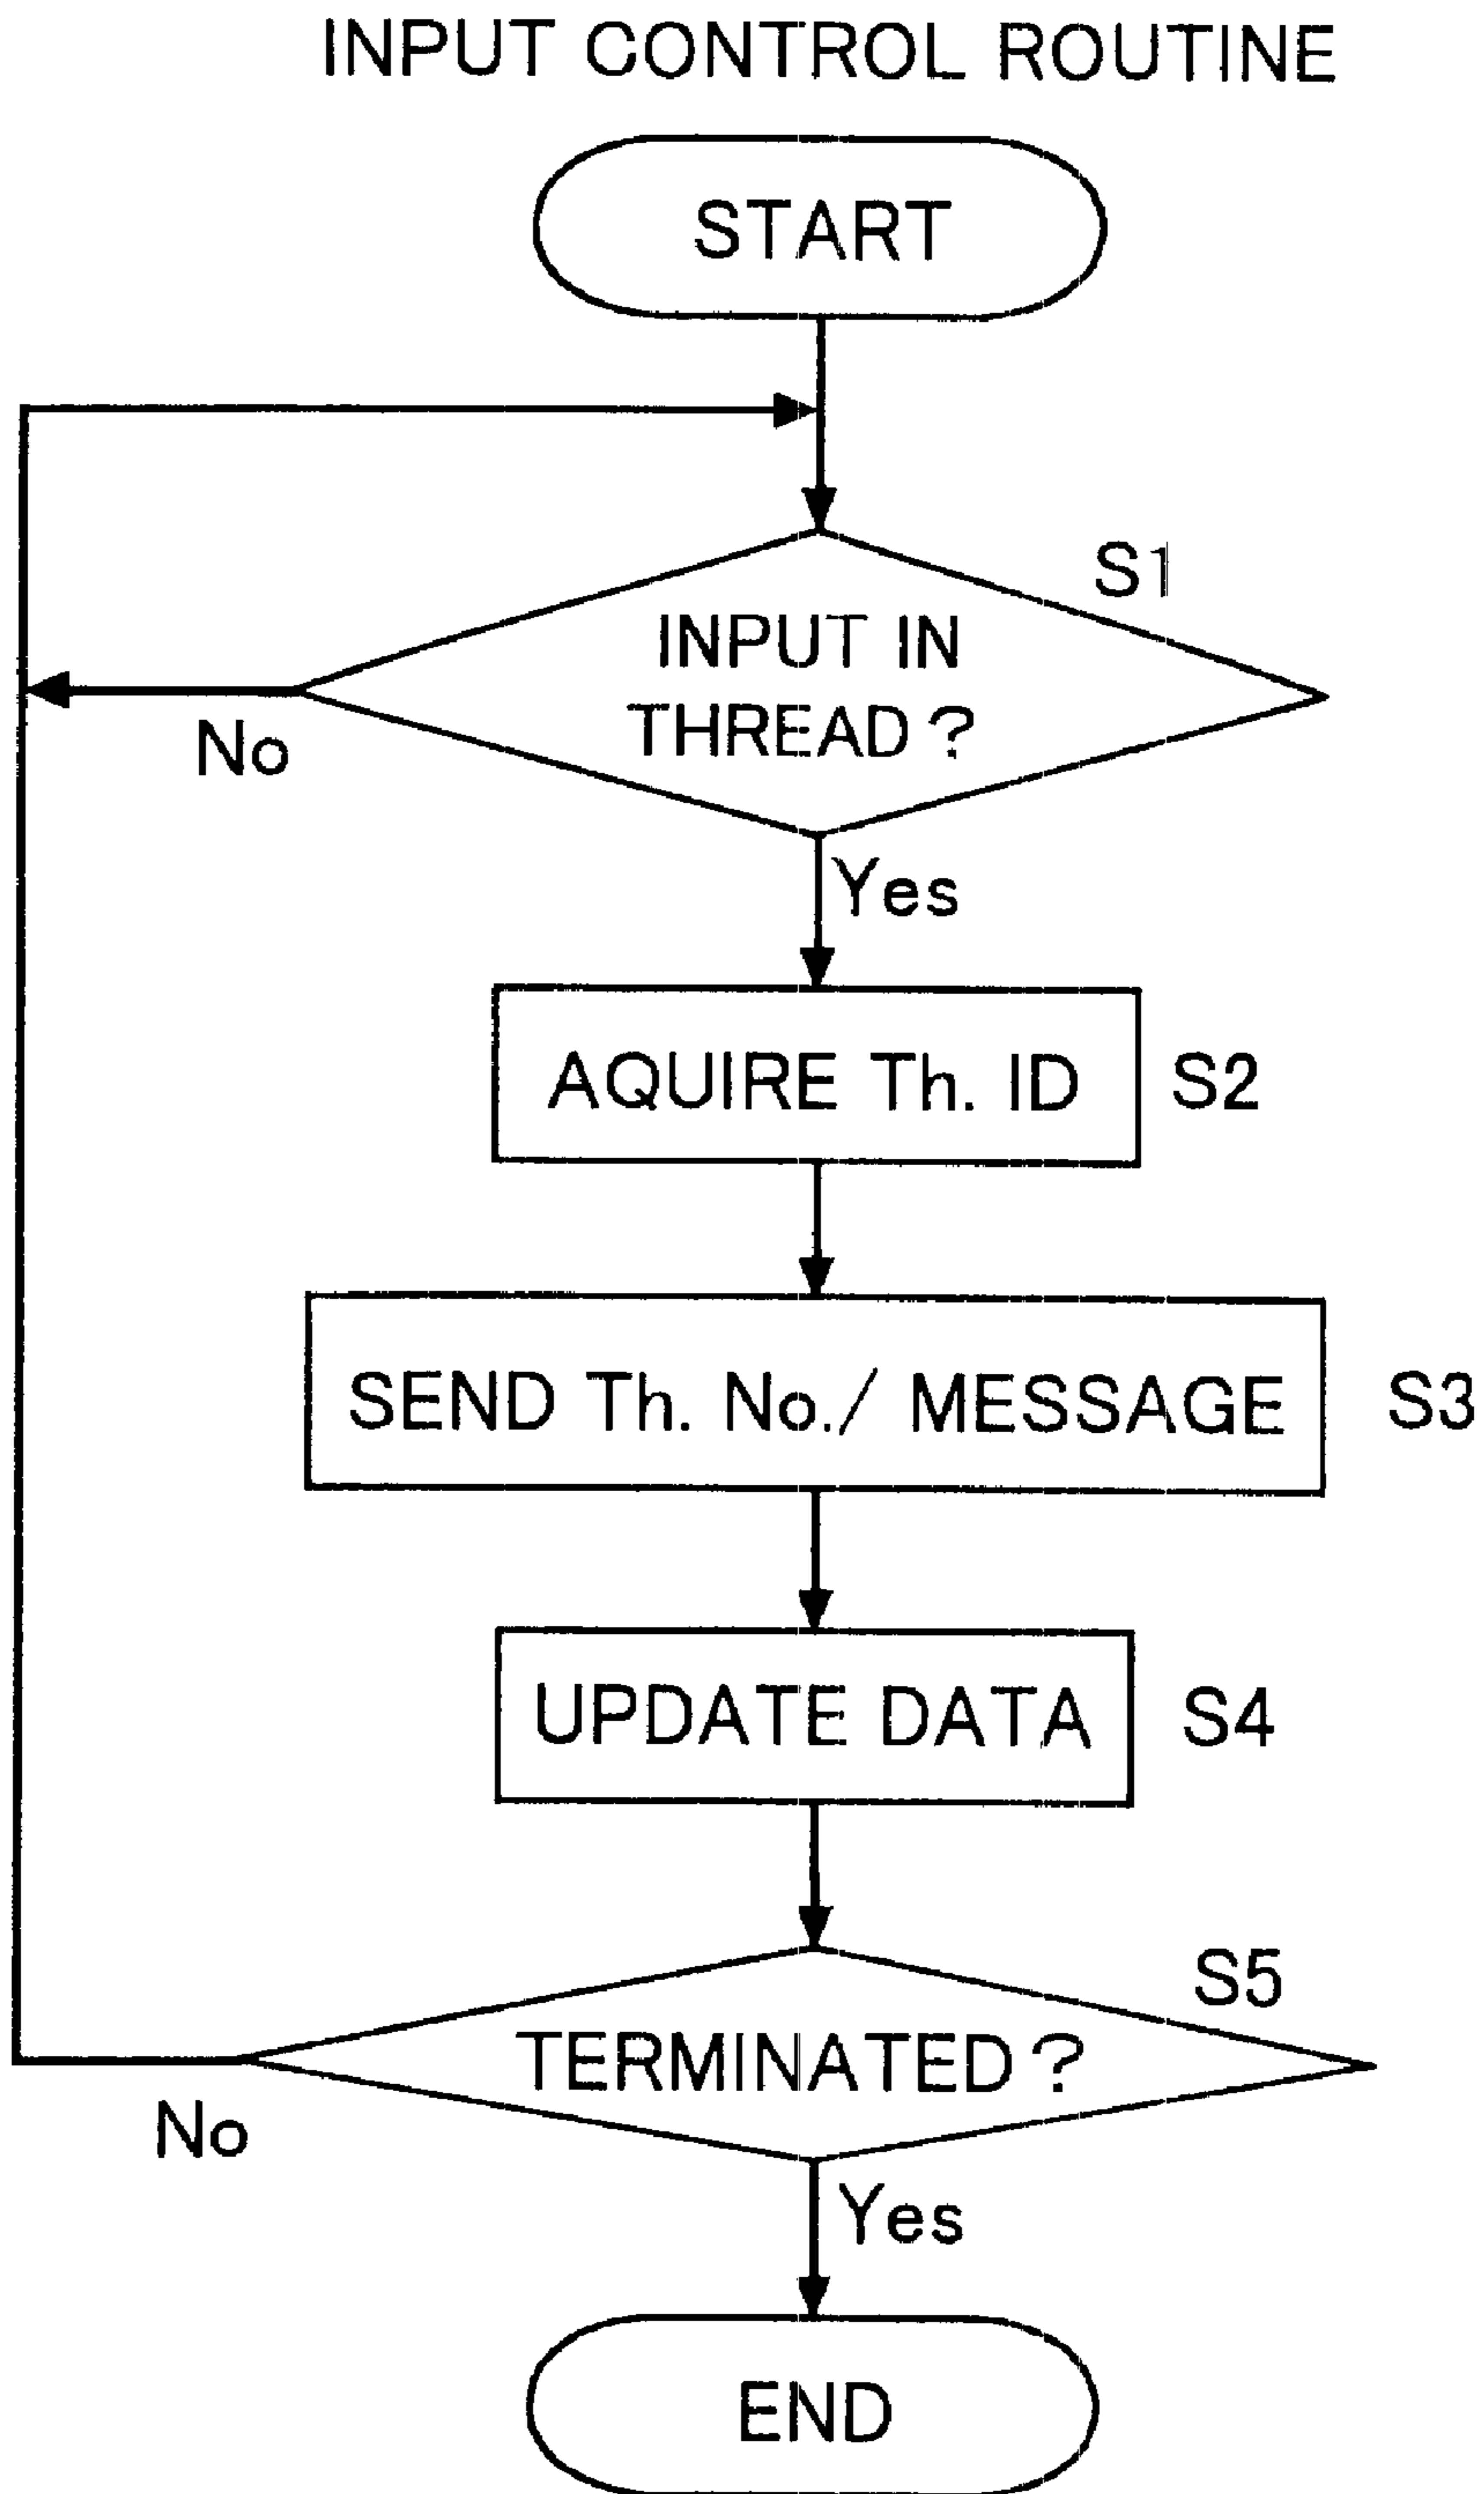 INPUT CONTROL ROUTINE
START
S1
INPUT IN
THREAD?
No
Yes
AQUIRE Th. ID
S2
SEND Th. No./ MESSAGE
S3
UPDATE DATA
S4
S5
TERMINATED?
No
Yes
END